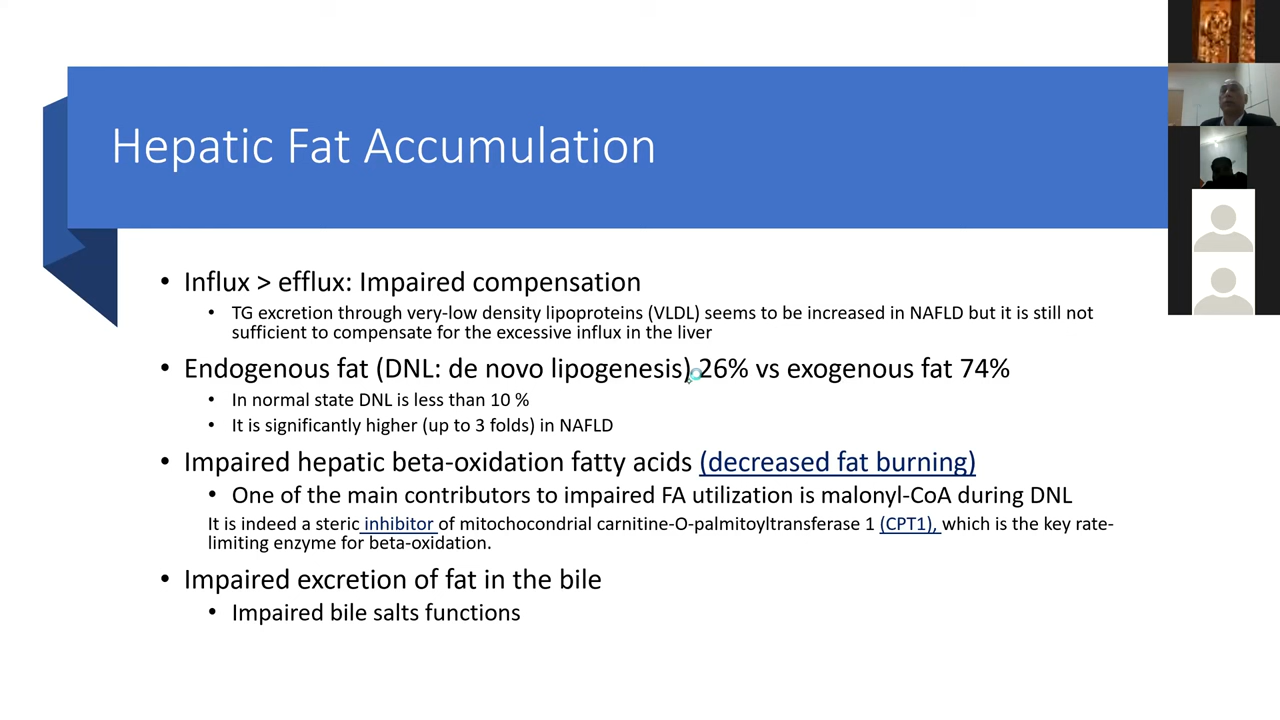 Hepatic Fat Accumulation
• Influx > efflux: Impaired compensation
• TG excretion through very-low density lipoproteins (VLDL) seems to be increased in NAFLD but it is still not
sufficient to compensate for the excessive influx in the liver
• Endogenous fat (DNL: de novo lipogenesis) 26% vs exogenous fat 74%
• In normal state DNL is less than 10 %
• It is significantly higher (up to 3 folds) in NAFLD
• Impaired hepatic beta-oxidation fatty acids (decreased fat burning)
• One of the main contributors to impaired FA utilization is malonyl-CoA during DNL
It is indeed a steric inhibitor of mitochocondrial carnitine-O-palmitoyltransferase 1 (CPT1), which is the key rate-
limiting enzyme for beta-oxidation.
• Impaired excretion of fat in the bile
• Impaired bile salts functions